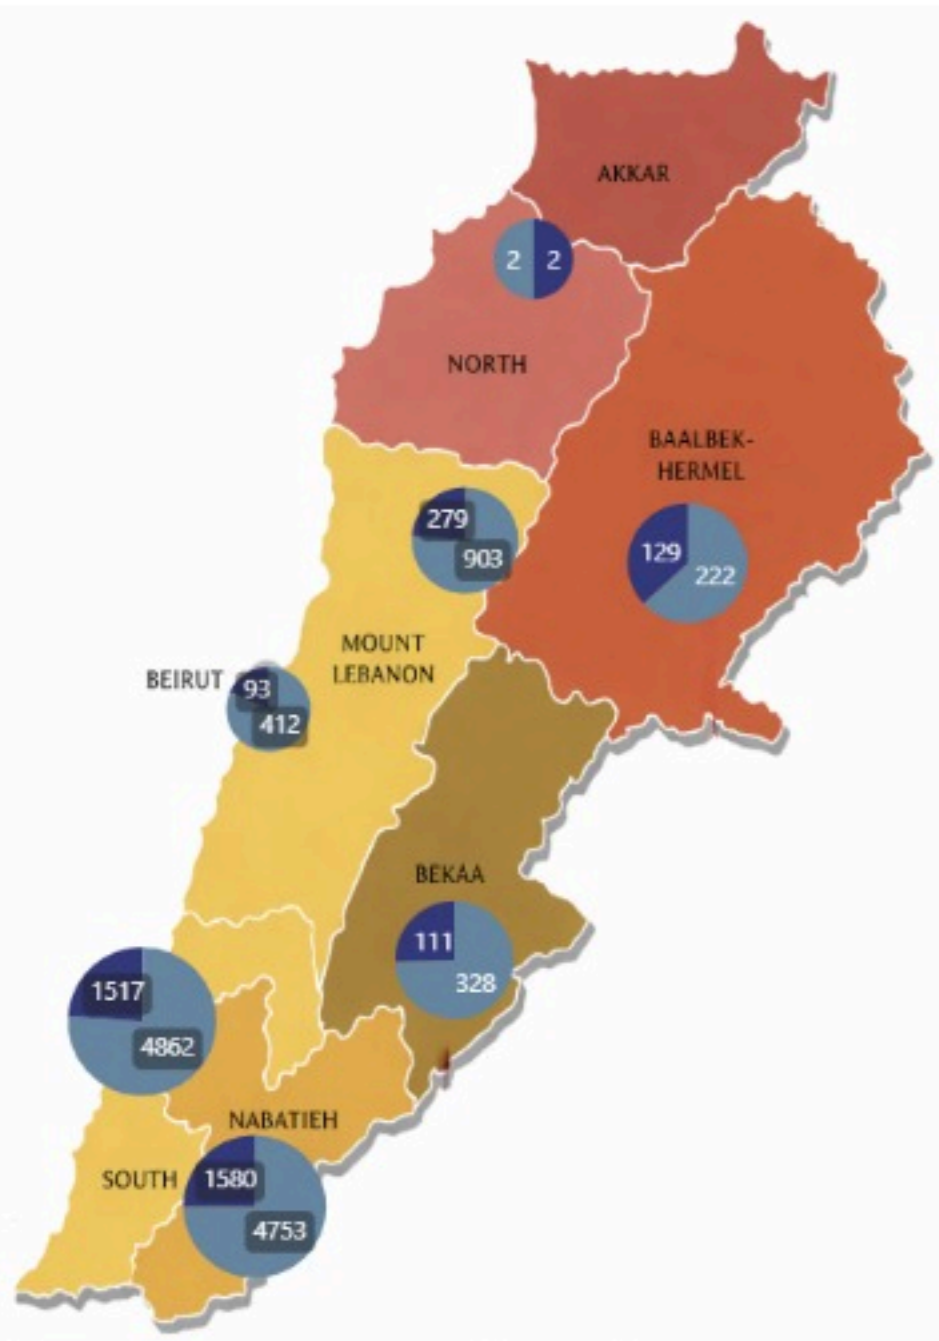 AKKAR
2 2
NORTH
BAALBEK-
HERMEL
279
903
129
222
MOUNT
LEBANON
BEIRUT
93
412
BEKAA
111
328
1517
4862
NABATIEH
SOUTH
1580
4753